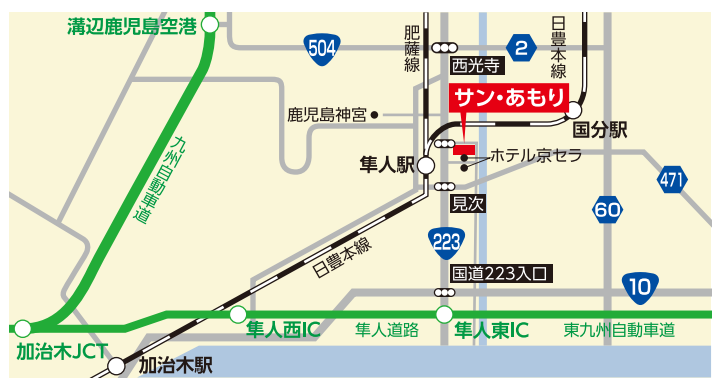 溝辺鹿児島空港
504
肥薩線
2
日豊本線
西光寺
サン・あもり
鹿児島神宮
国分駅
九州自動車道
隼人駅
ホテル京セラ
471
見次
60
223
日豊本線
国道223入口
10
加治木JCT
隼人西IC
隼人道路
隼人東IC
東九州自動車道
加治木駅